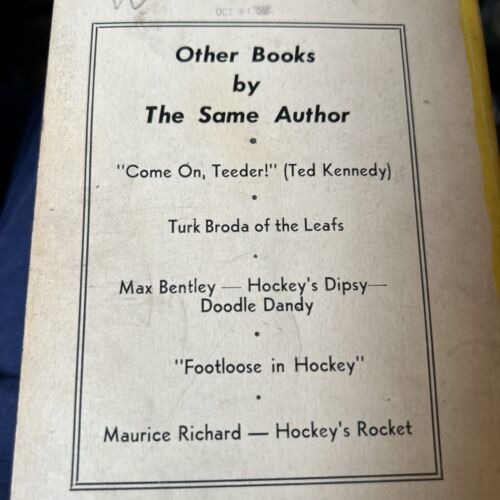 Other Books
by
The Same Author
"Come On, Teeder!" (Ted Kennedy)
Turk Broda of the Leafs
Max Bentley — Hockey's Dipsy—
Doodle Dandy
"Footloose in Hockey"
Maurice Richard — Hockey's Rocket